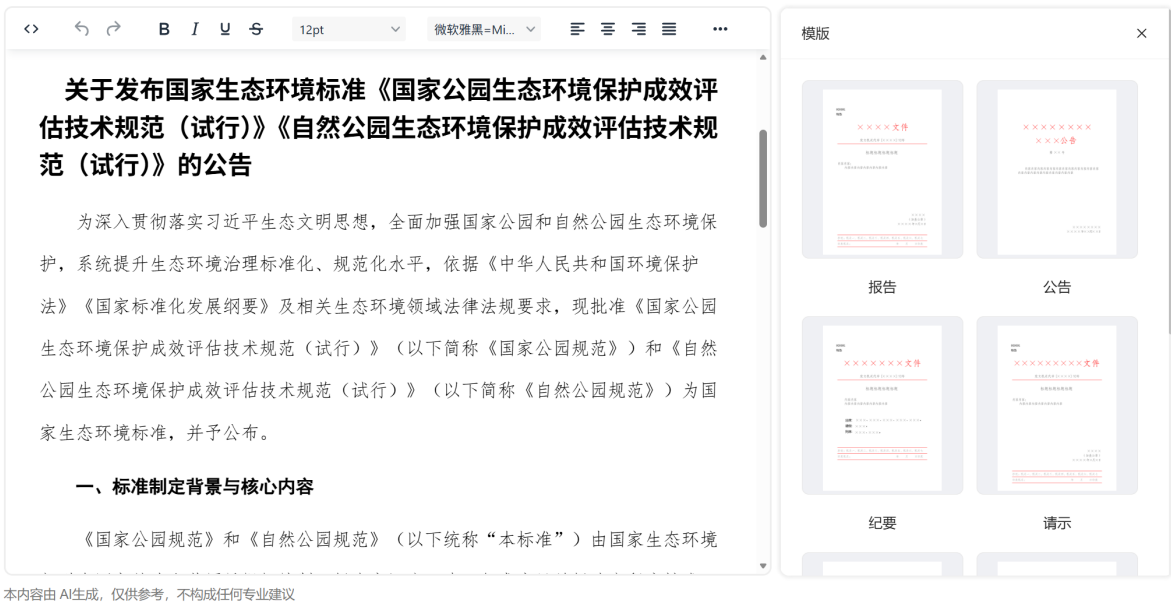 12pt
微软雅黑=Mi...
关于发布国家生态环境标准《国家公园生态环境保护成效评
估技术规范（试行)》《自然公园生态环境保护成效评估技术规
范（试行)》的公告
为深入贯彻落实习近平生态文明思想，全面加强国家公园和自然公园生态环境保
护，系统提升生态环境治理标准化、规范化水平，依据《中华人民共和国环境保护
法》《国家标准化发展纲要》及相关生态环境领域法律法规要求，现批准《国家公园
生态环境保护成效评估技术规范（试行）》（以下简称《国家公园规范》）和《自然
公园生态环境保护成效评估技术规范（试行）》（以下简称《自然公园规范》）为国
家生态环境标准，并予公布。
一、标准制定背景与核心内容
《国家公园规范》和《自然公园规范》（以下统称“本标准”）由国家生态环境
本内容由 AI生成，仅供参考，不构成任何专业建议
模版
××××文件
××××××××
×××公告
报告
公告
×××××××文件
×××××××××文件
纪要
请示